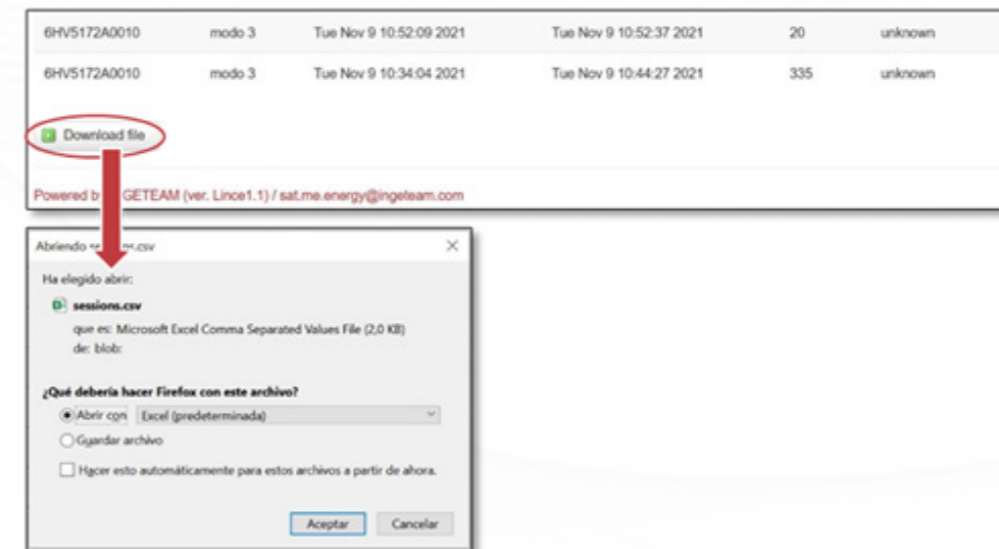 6HV5172A0010 modo 3 Tue Nov 9 10:52:09 2021 Tue Nov 9 10:52:37 2021 20 unknown
6HV5172A0010 modo 3 Tue Nov 9 10:34:04 2021 Tue Nov 9 10:44:27 2021 335 unknown
Download file
Powered b GETEAM (ver. Lince1.1) / sat.me.energy@ingeteam.com
Abriendo .csv
Ha elegido abrir:
sessions.csv
que es: Microsoft Excel Comma Separated Values File (2,0 KB)
de: blob:
¿Qué debería hacer Firefox con este archivo?
Abrir con Excel (predeterminada)
Guardar archivo
Hacer esto automáticamente para estos archivos a partir de ahora.
Aceptar Cancelar